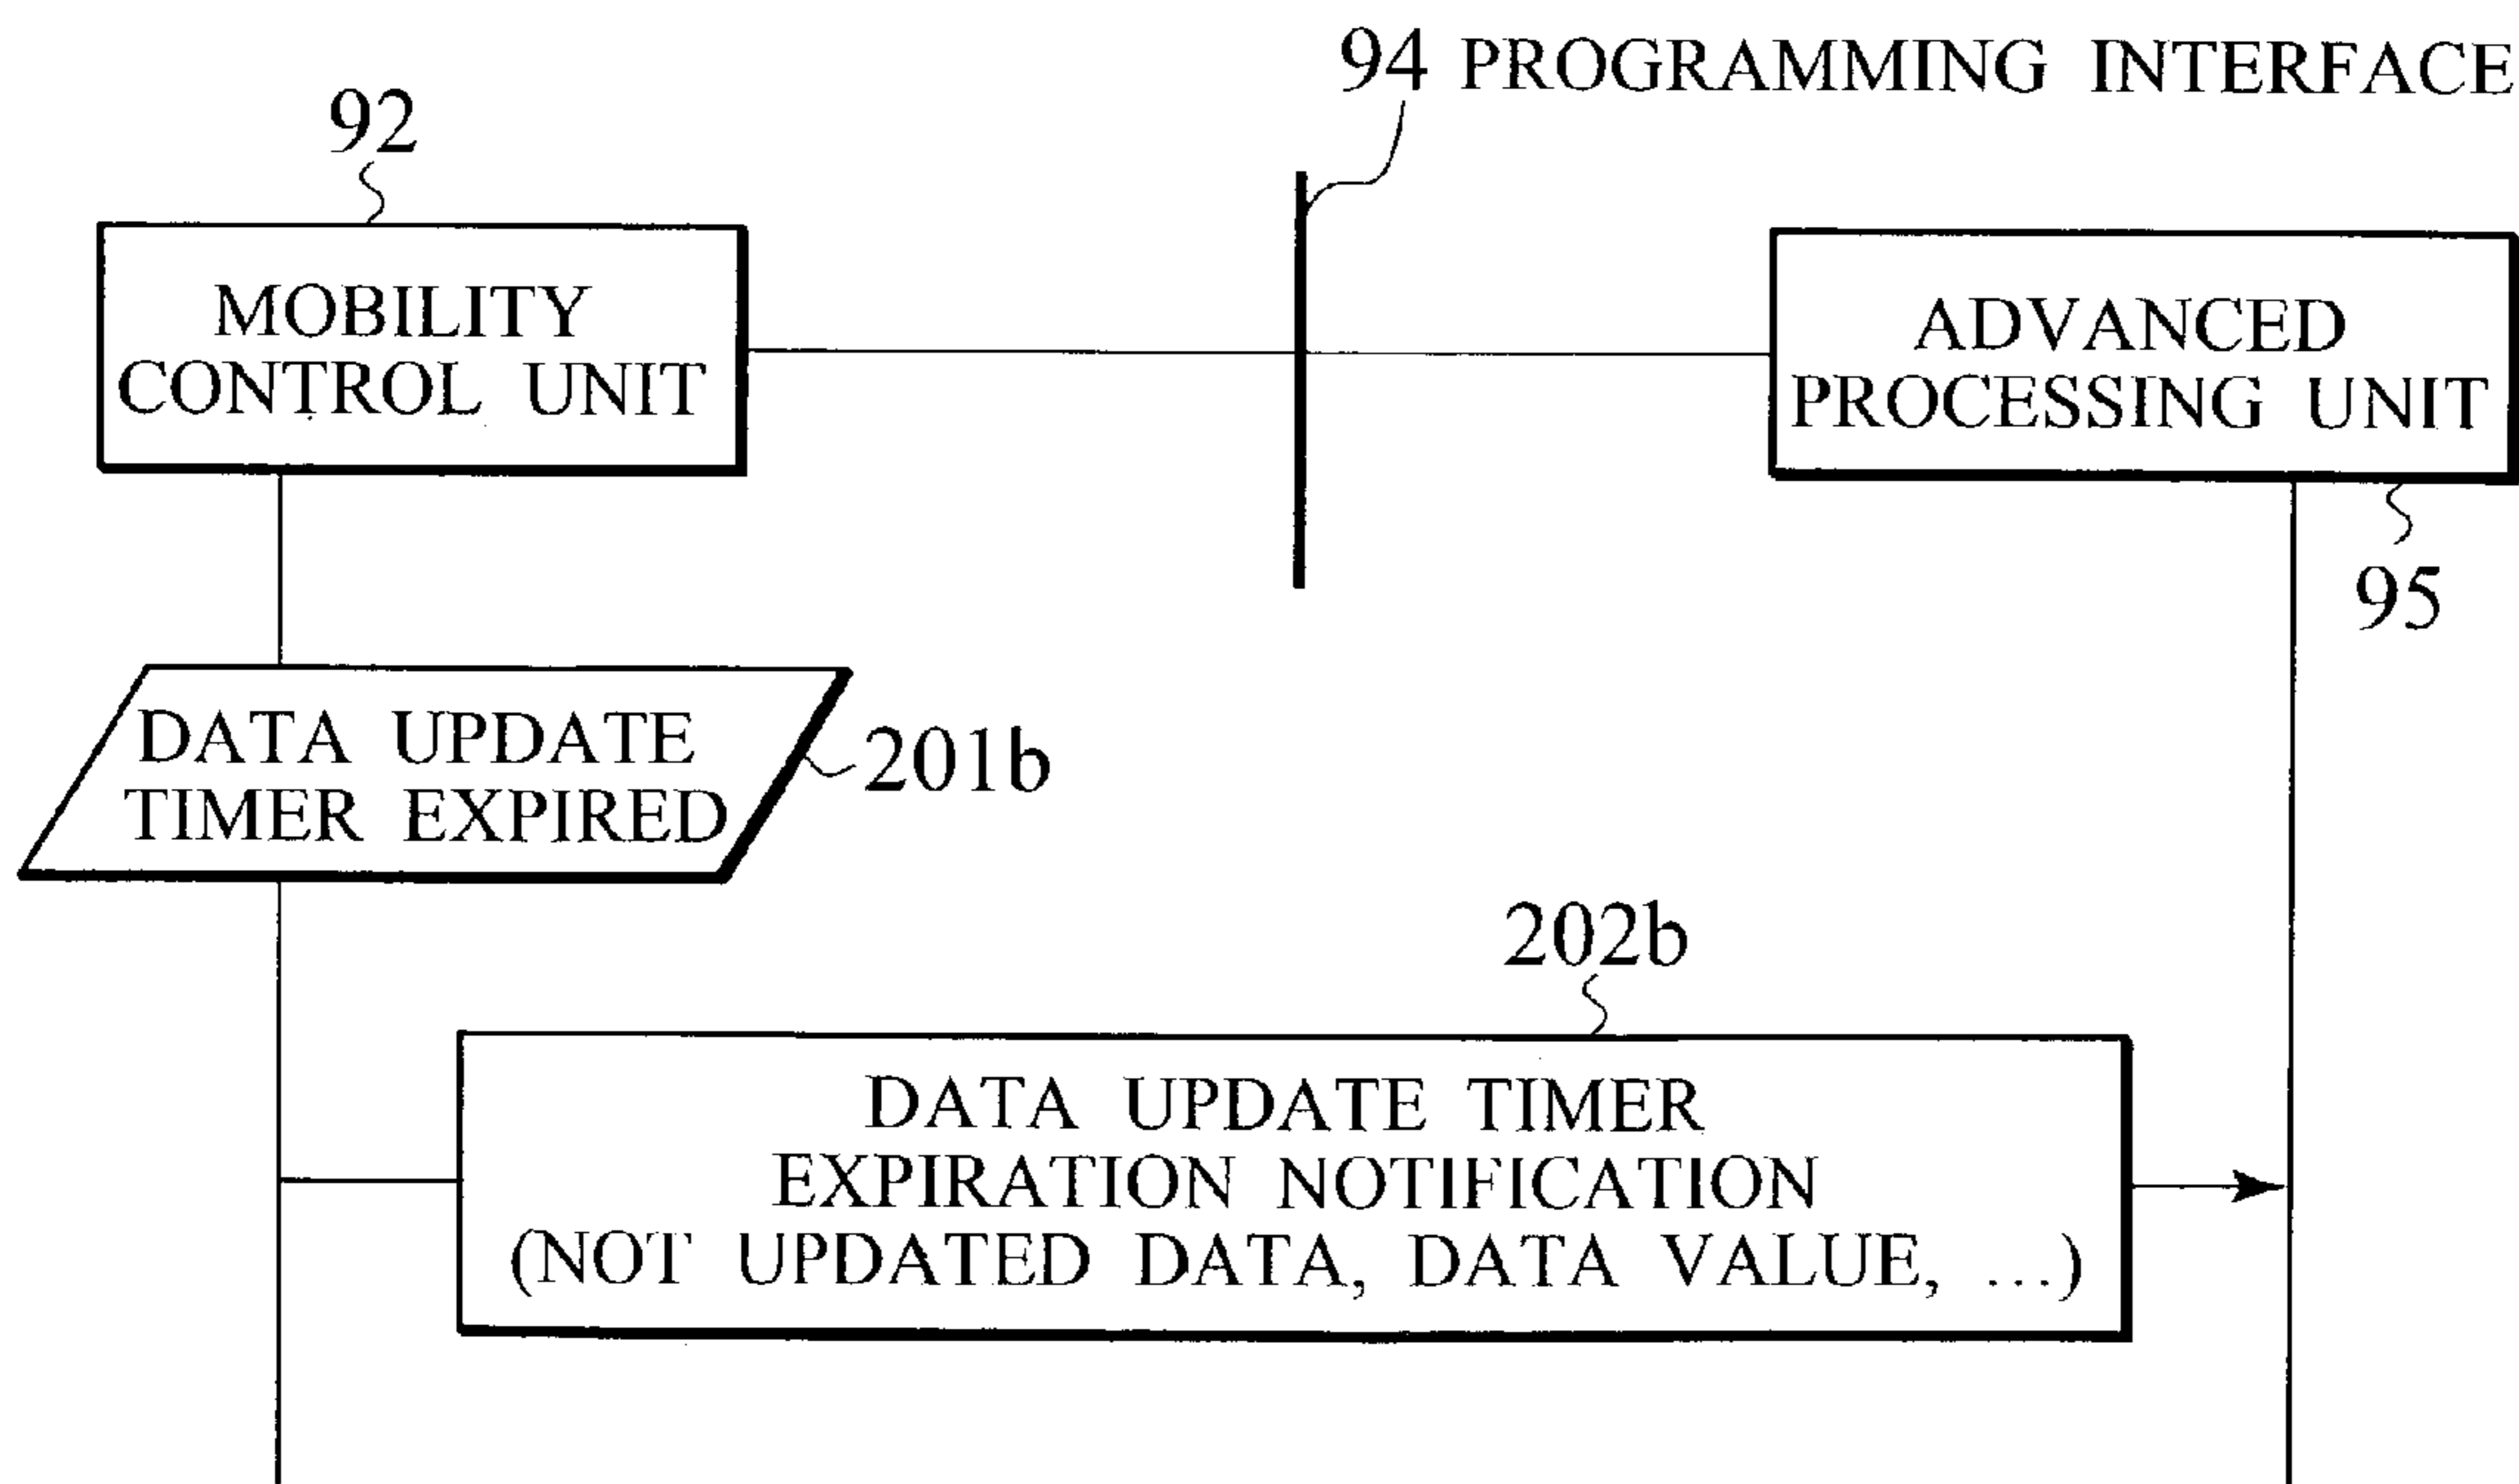 94 PROGRAMMING INTERFACE
92
MOBILITY
CONTROL UNIT
ADVANCED
PROCESSING UNIT
95
DATA UPDATE
TIMER EXPIRED
201b
202b
DATA UPDATE TIMER
EXPIRATION NOTIFICATION
(NOT UPDATED DATA, DATA VALUE, ...)